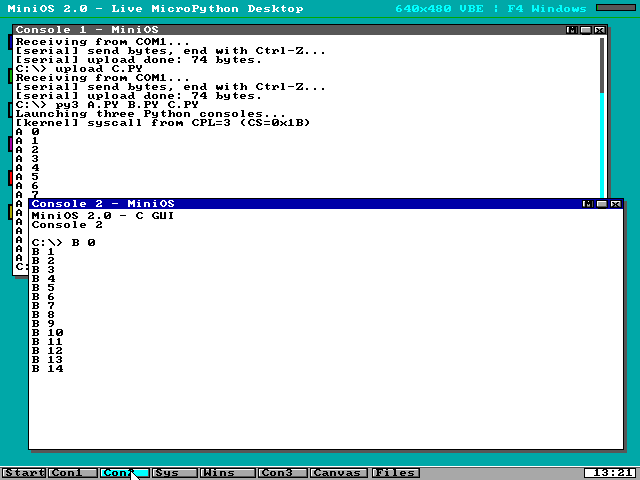 MiniOS 2.0 - Live MicroPython Desktop
640x480 VBE ¦ F4 Windows
Console 1 - MiniOS
M
Receiving from COM1...
[serial] send bytes, end with Ctrl-Z...
[serial] upload done: 74 bytes.
C:\> upload C.PY
Receiving from COM1...
[serial] send bytes, end with Ctrl-Z...
[serial] upload done: 74 bytes.
C:\> py3 A.PY B.PY C.PY
Launching three Python consoles...
[kernel] syscall from CPL=3 (CS=0x1B)
A 0
A 1
A 2
A 3
A 4
A 5
A 6
A 7
A
A
A
A
A
A
A
C:
Console 2 - MiniOS
M
MiniOS 2.0 - C GUI
Console 2
C:\> B 0
B 1
B 2
B 3
B 4
B 5
B 6
B 7
B 8
B 9
B 10
B 11
B 12
B 13
B 14
Start Con1 Con2 Sys Wins Con3 Canvas Files 13:21